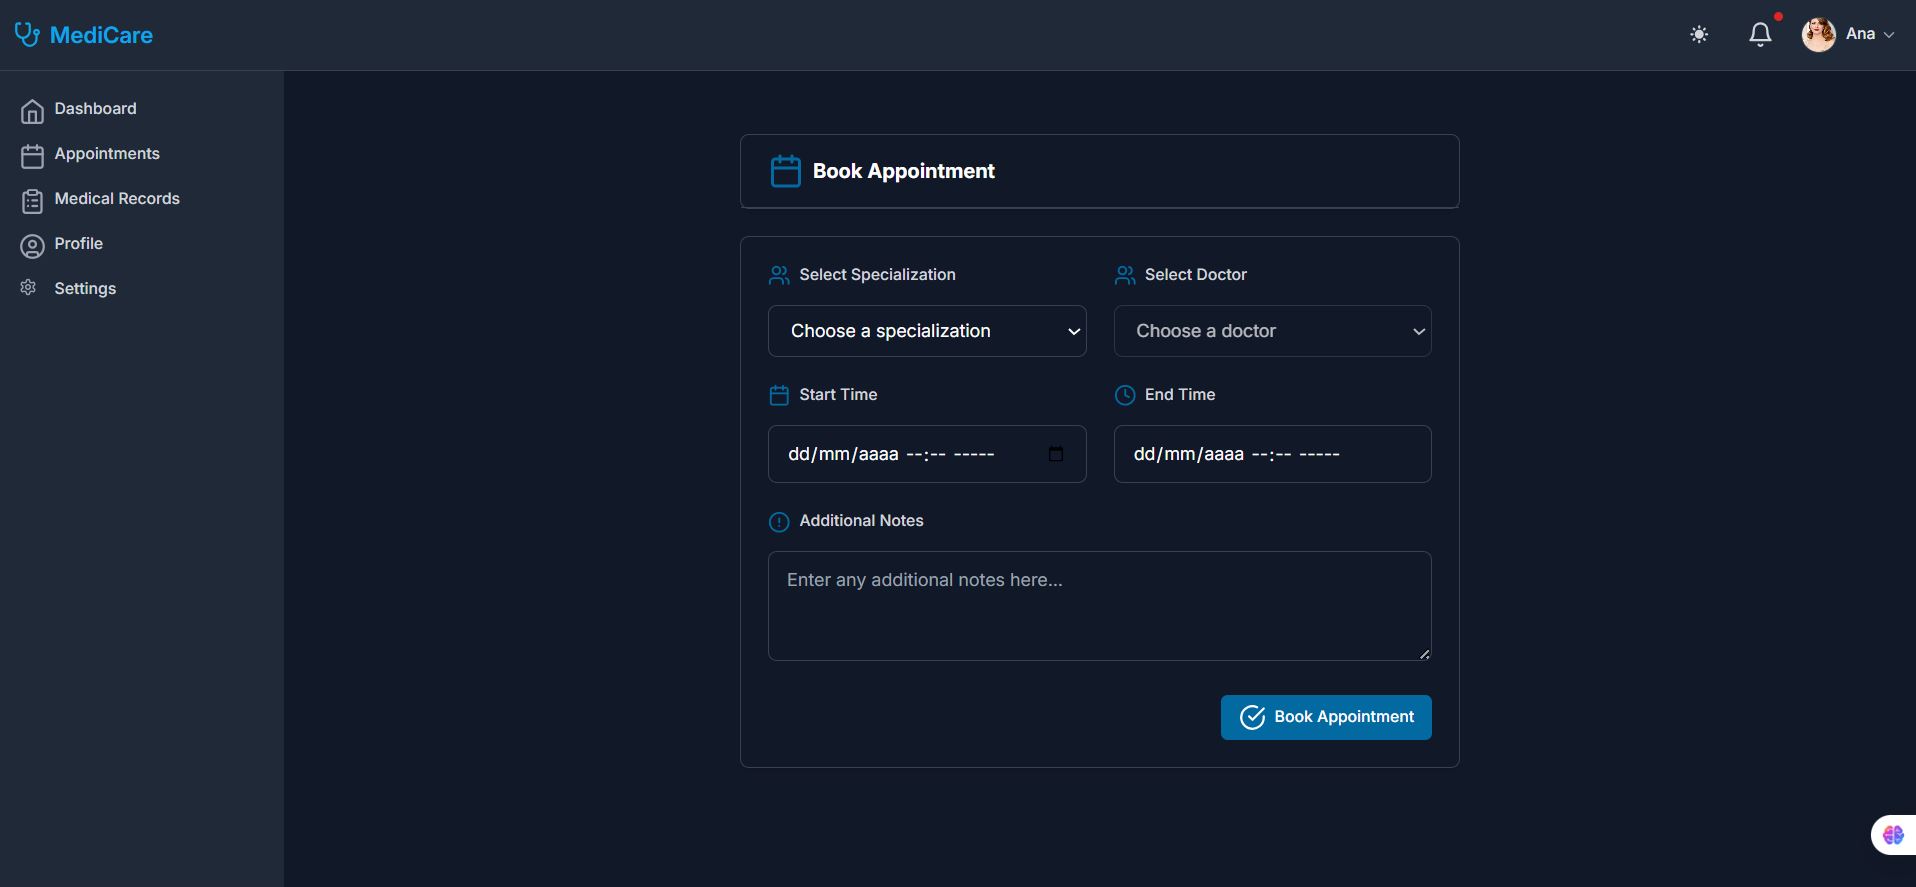 MediCare
Ana
Dashboard
Appointments
Medical Records
Profile
Settings
Book Appointment
Select Specialization
Select Doctor
Choose a specialization
Choose a doctor
Start Time
End Time
dd/mm/aaaa --:-- -----
dd/mm/aaaa --:-- -----
Additional Notes
Enter any additional notes here...
Book Appointment